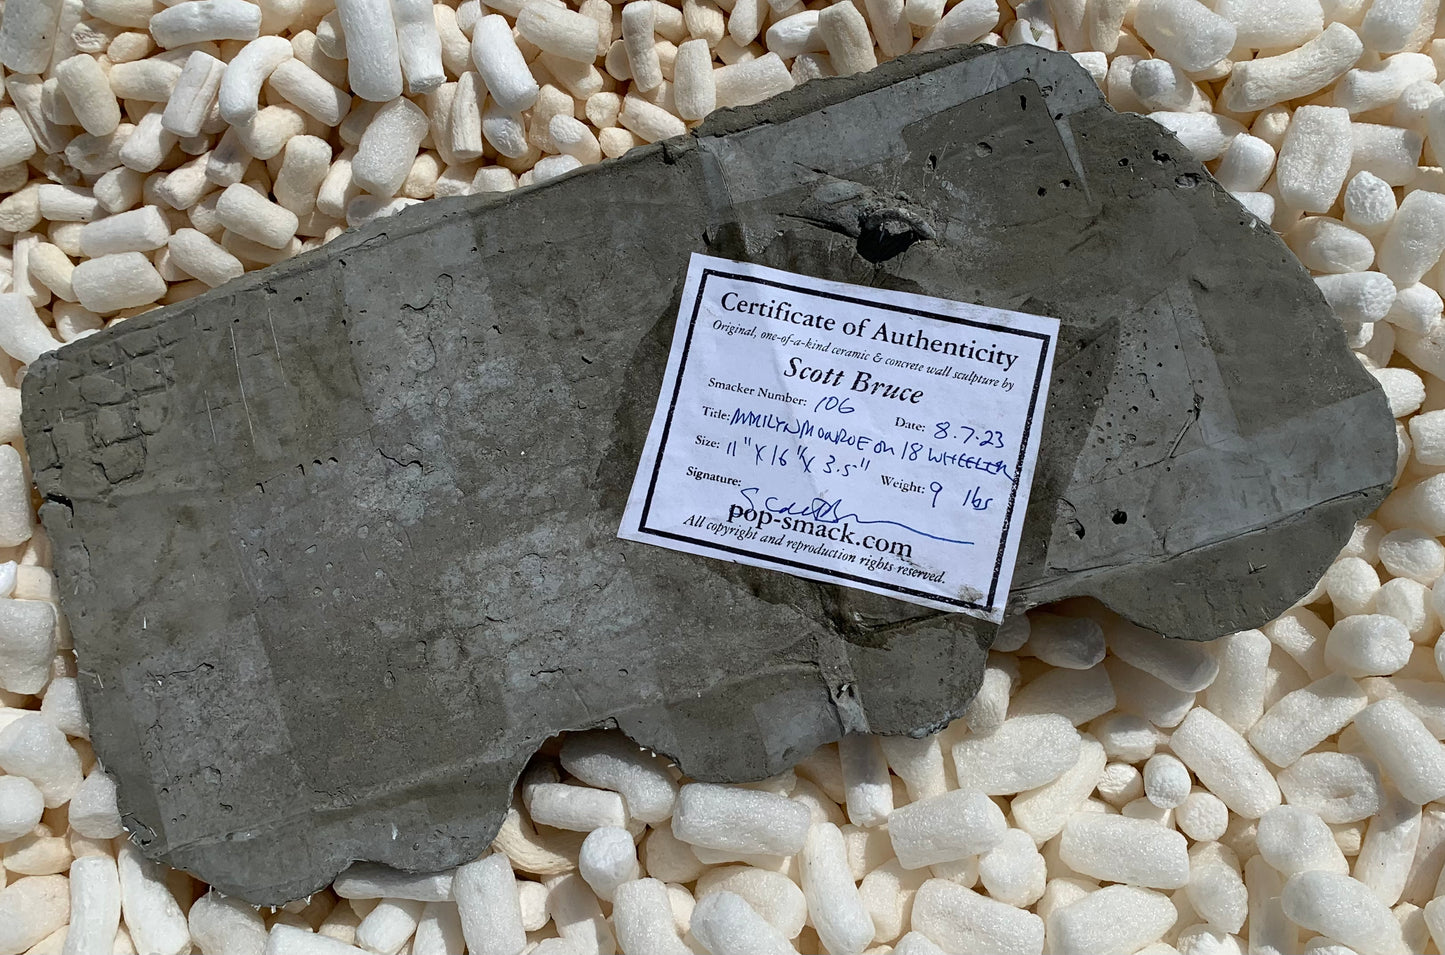 Certificate of Authenticity
Original, one-of-a-kind ceramic & concrete wall sculpture by
Scott Bruce
Smacker Number: 106 Date: 8.7.23
Title: MARILYN MONROE on 18 WHEELER
Size: 11" X 16" X 3.5" Weight: 9 lbs
Signature: Scott Bruce
pop-smack.com
All copyright and reproduction rights reserved.